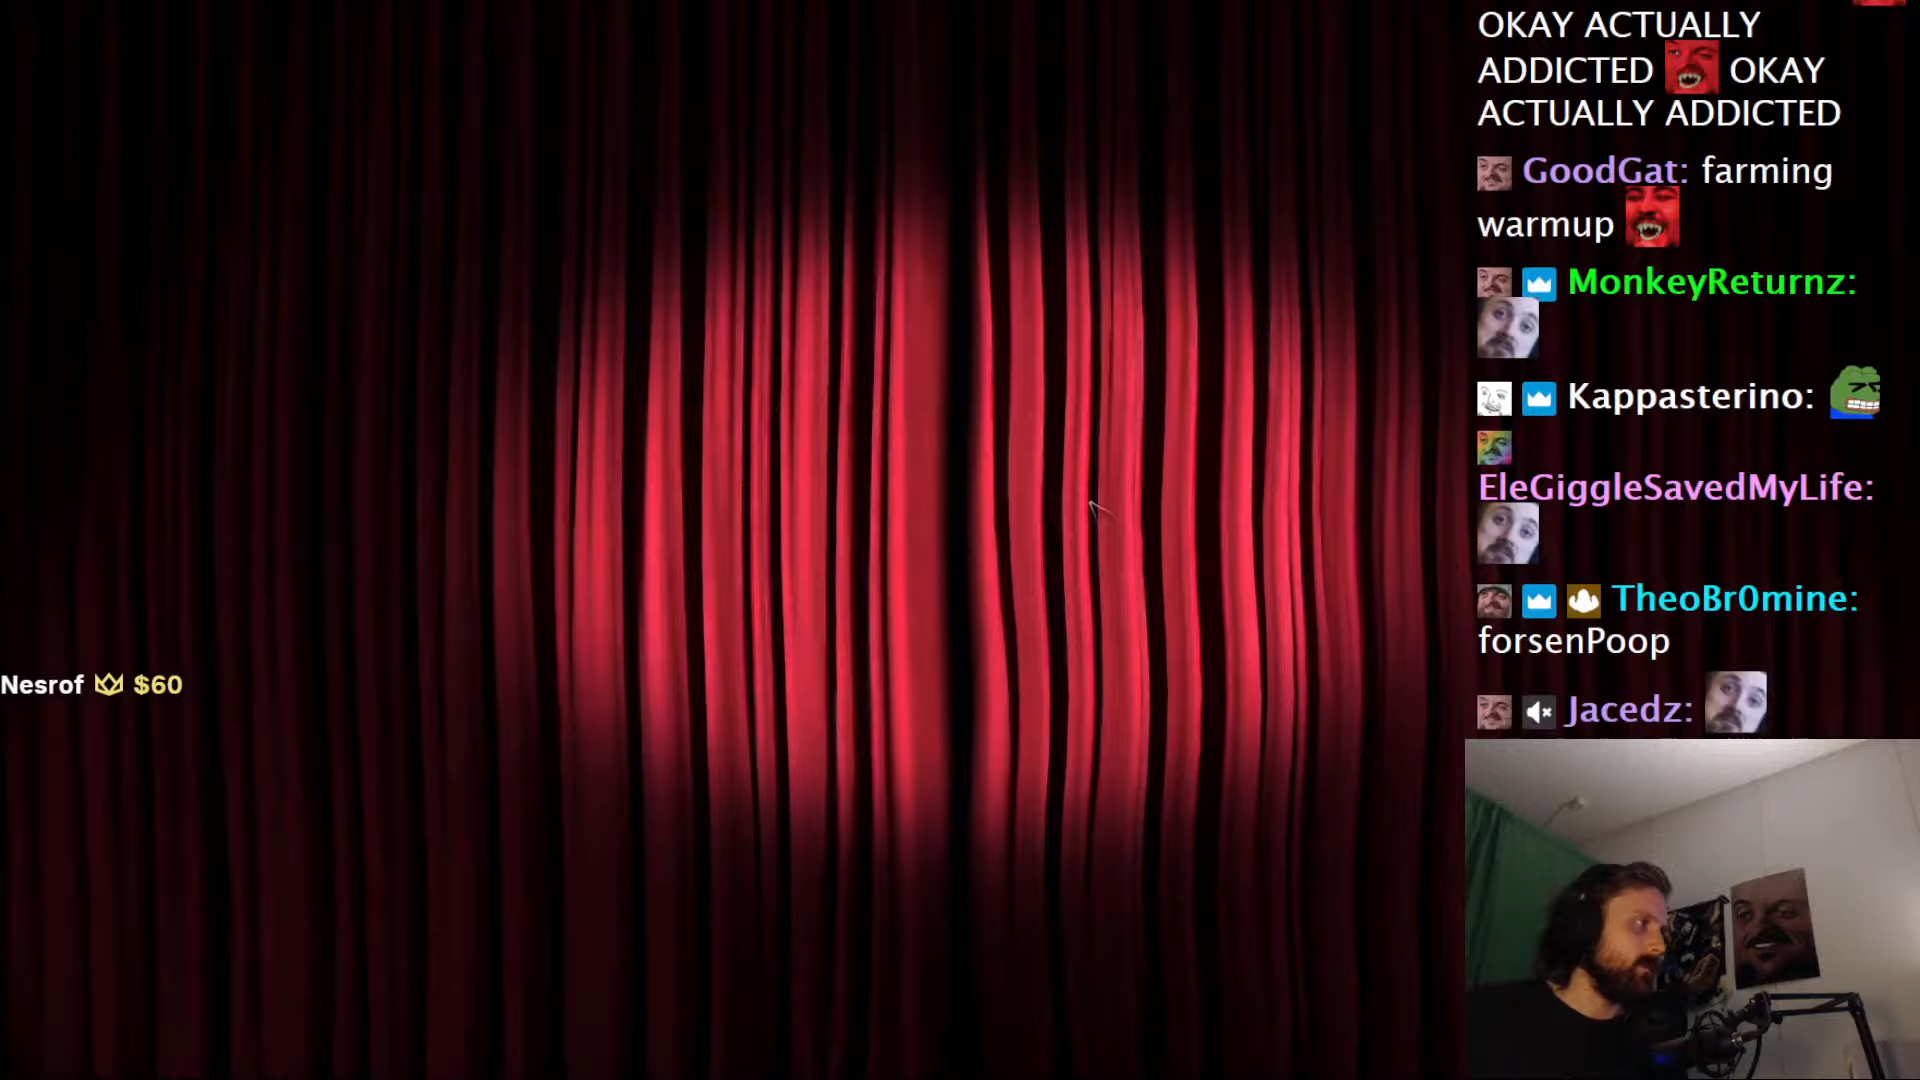 OKAY ACTUALLY
ADDICTED OKAY
ACTUALLY ADDICTED
GoodGat: farming
warmup
MonkeyReturnz:
Kappasterino:
EleGiggleSavedMyLife:
TheoBr0mine:
forsenPoop
Jacedz:
Nesrof $60